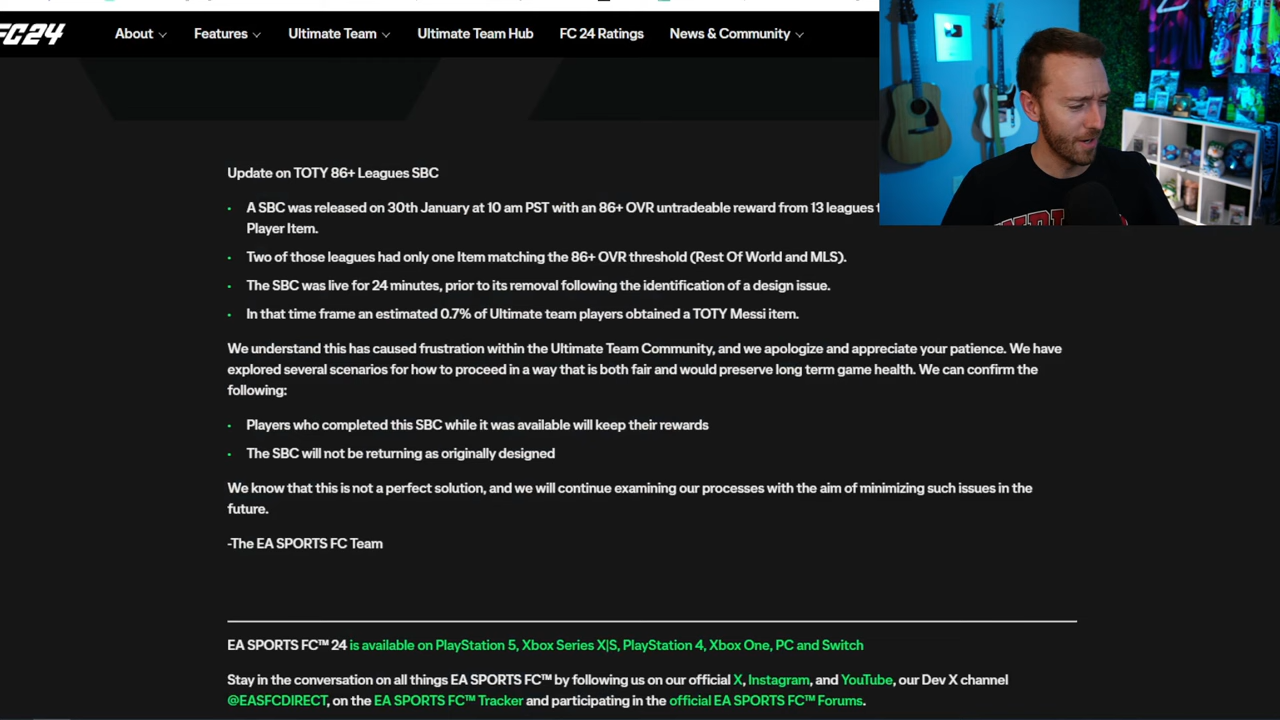 FC24 About Features Ultimate Team Ultimate Team Hub FC 24 Ratings News & Community
Update on TOTY 86+ Leagues SBC
• A SBC was released on 30th January at 10 am PST with an 86+ OVR untradeable reward from 13 leagues
Player Item.
• Two of those leagues had only one Item matching the 86+ OVR threshold (Rest Of World and MLS).
• The SBC was live for 24 minutes, prior to its removal following the identification of a design issue.
• In that time frame an estimated 0.7% of Ultimate team players obtained a TOTY Messi item.
We understand this has caused frustration within the Ultimate Team Community, and we apologize and appreciate your patience. We have
explored several scenarios for how to proceed in a way that is both fair and would preserve long term game health. We can confirm the
following:
• Players who completed this SBC while it was available will keep their rewards
• The SBC will not be returning as originally designed
We know that this is not a perfect solution, and we will continue examining our processes with the aim of minimizing such issues in the
future.
-The EA SPORTS FC Team
EA SPORTS FC™ 24 is available on PlayStation 5, Xbox Series X|S, PlayStation 4, Xbox One, PC and Switch
Stay in the conversation on all things EA SPORTS FC™ by following us on our official X, Instagram, and YouTube, our Dev X channel
@EASFCDIRECT, on the EA SPORTS FC™ Tracker and participating in the official EA SPORTS FC™ Forums.